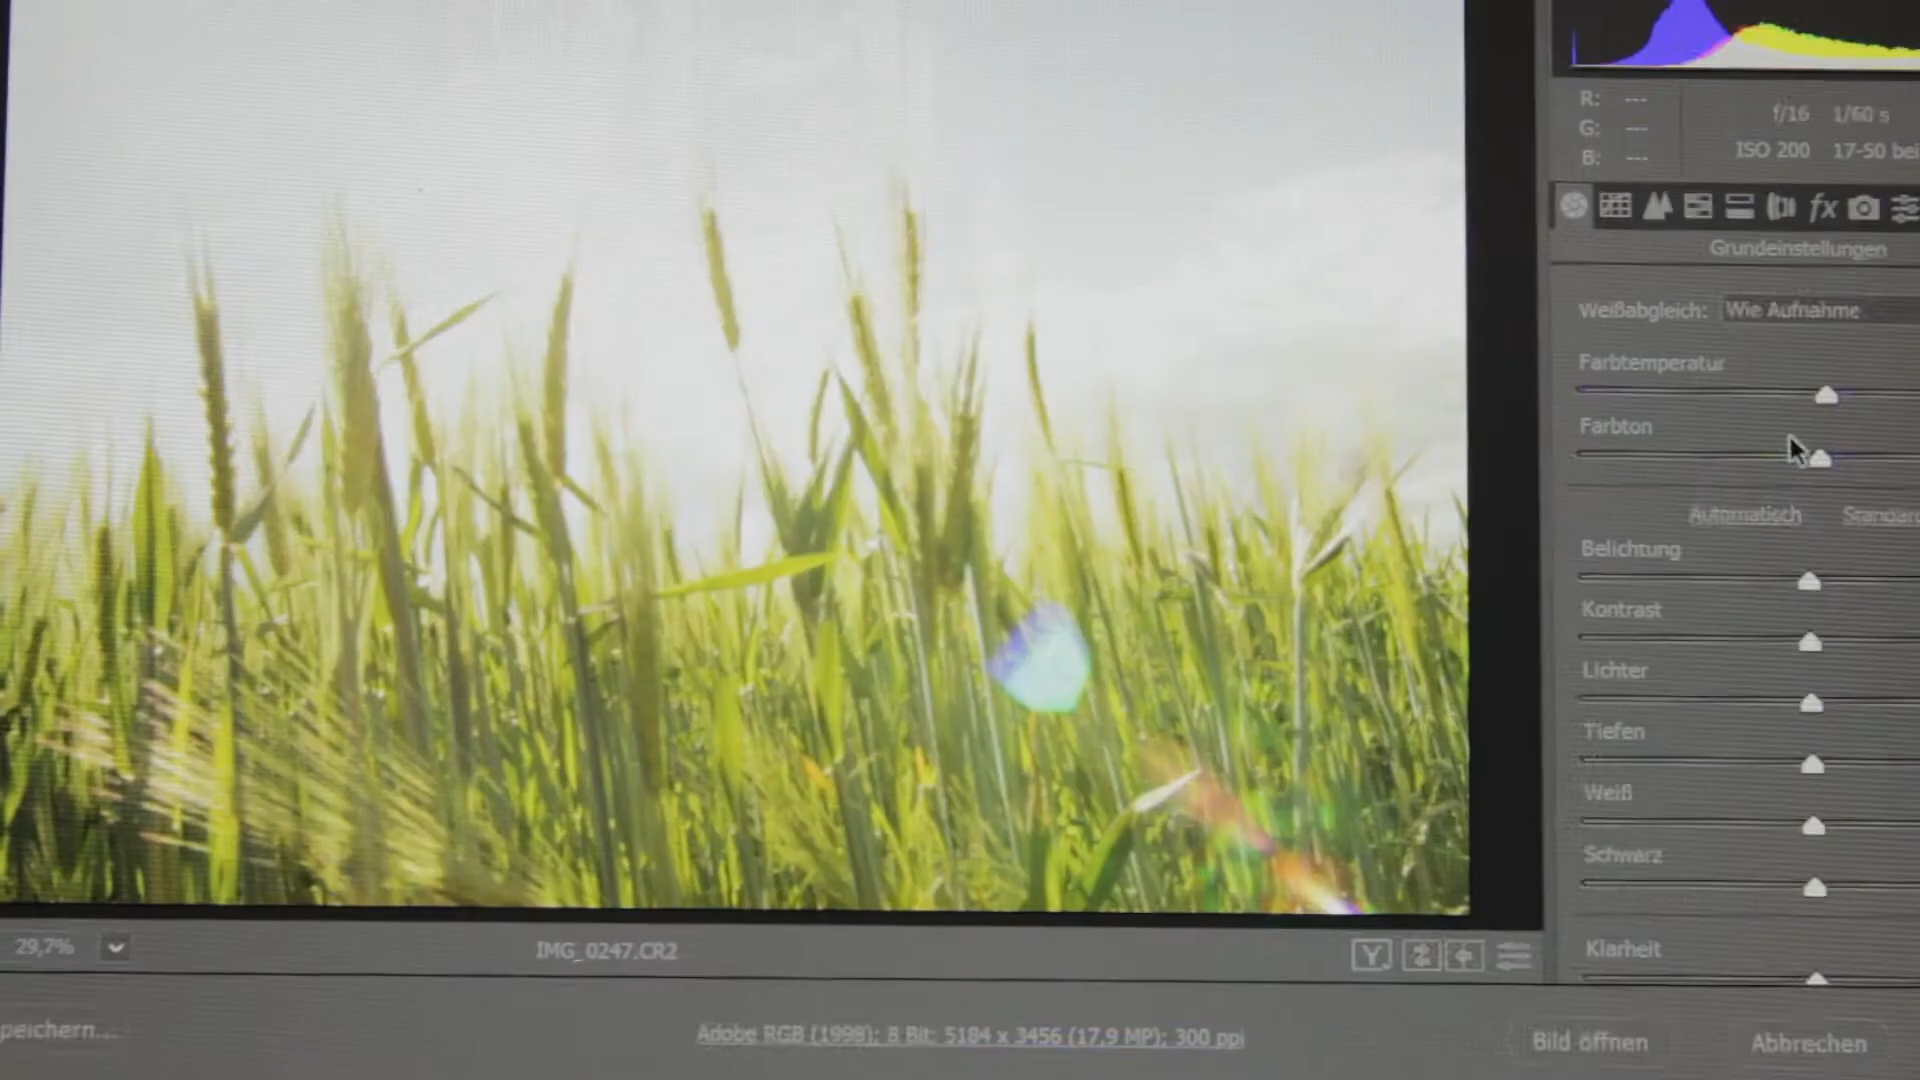 R: ---
G: ---
B: ---
f/16 1/60 s
ISO 200 17-50 bei
fx
Grundeinstellungen
Weißabgleich: Wie Aufnahme
Farbtemperatur
Farbton
Automatisch Standard
Belichtung
Kontrast
Lichter
Tiefen
Weiß
Schwarz
Klarheit
29,7%
IMG_0247.CR2
Y
peichern...
Adobe RGB (1998); 8 Bit; 5184 x 3456 (17,9 MP); 300 ppi
Bild öffnen
Abbrechen